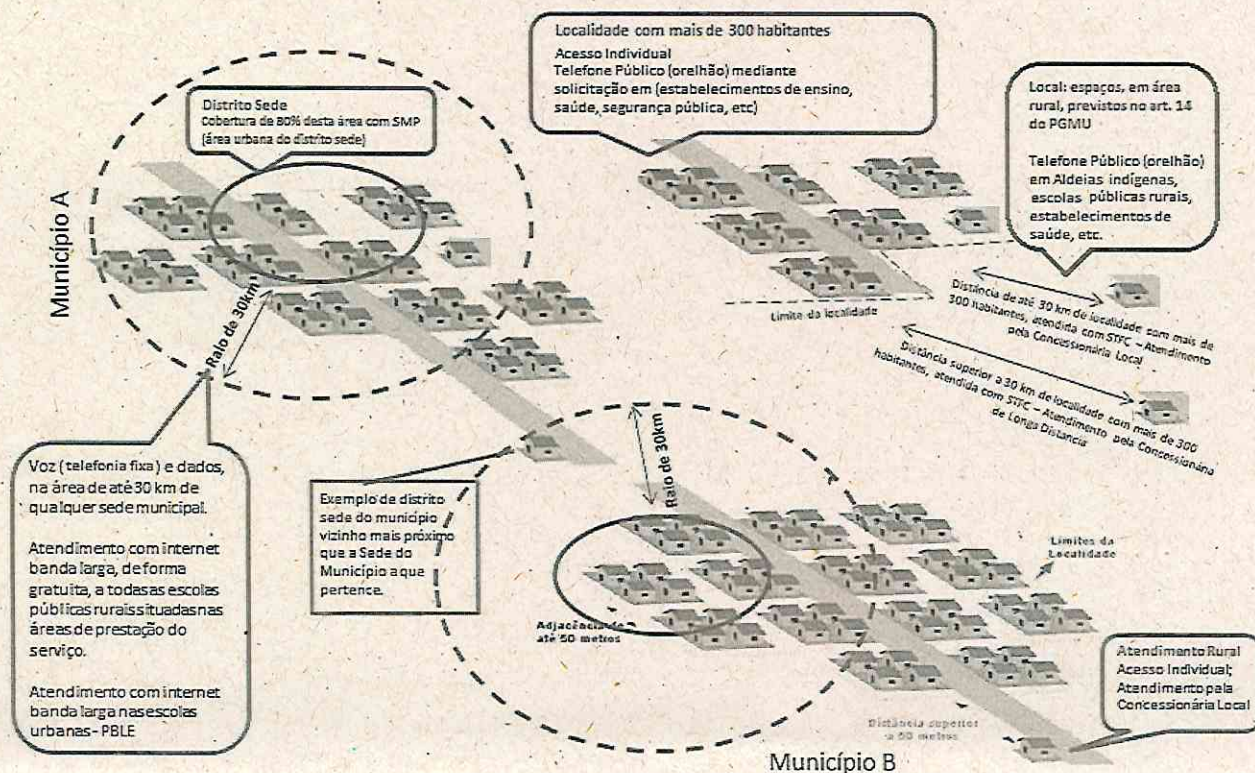 Localidade com mais de 300 habitantes
Acesso Individual
Telefone Público (orelhão) mediante
solicitação em (estabelecimentos de ensino,
saúde, segurança pública, etc)
Distrito Sede
Cobertura de 80% desta área com SMP
(área urbana do distrito sede)
Local: espaços, em área
rural, previstos no art. 14
do PGMU
Telefone Público (orelhão)
em Aldeias indígenas,
escolas públicas rurais,
estabelecimentos de
saúde, etc.
Município A
Raio de 30km
Limite da localidade
Distância de até 30 km de localidade com mais de
300 habitantes, atendida com STFC – Atendimento
pela Concessionária Local
Distância superior a 30 km de localidade com mais de 300
habitantes, atendida com STFC – Atendimento pela Concessionária
de Longa Distancia
Voz (telefonia fixa) e dados,
na área de até 30 km de
qualquer sede municipal.
Atendimento com internet
banda larga, de forma
gratuita, a todas as escolas
públicas rurais situadas nas
áreas de prestação do
serviço.
Atendimento com internet
banda larga nas escolas
urbanas - PBLE
Exemplo de distrito
sede do município
vizinho mais próximo
que a Sede do
Município a que
pertence.
Raio de 30km
Limites da
Localidade
Adjacência de
até 50 metros
Distância superior
a 50 metros
Atendimento Rural
Acesso Individual;
Atendimento pela
Concessionária Local
Município B